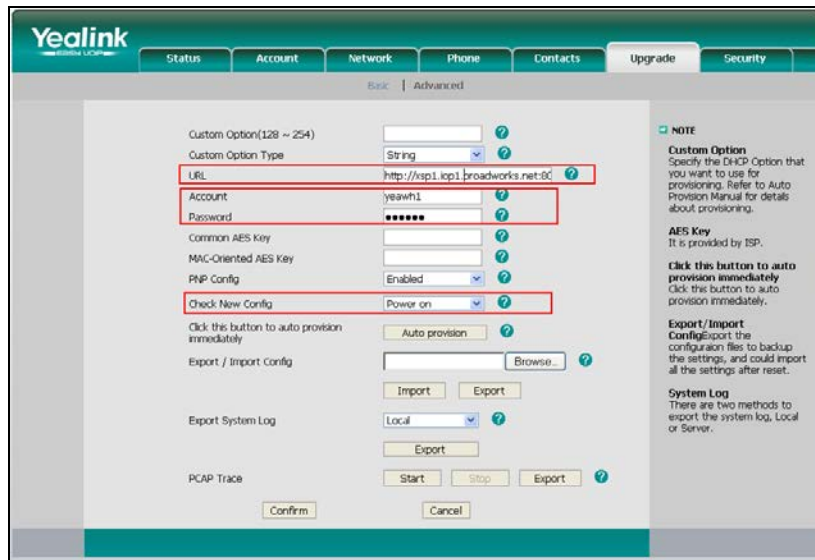 Yealink
EASY VOIP
Status Account Network Phone Contacts Upgrade Security
Basic | Advanced
Custom Option(128 ~ 254)
Custom Option Type String
URL http://xsp1.iop1.broadworks.net:80
Account yeawh1
Password ●●●●●●
Common AES Key
MAC-Oriented AES Key
PNP Config Enabled
Check New Config Power on
Click this button to auto provision
immediately
Auto provision
Export / Import Config Browse...
Import Export
Export System Log Local
Export
PCAP Trace Start Stop Export
Confirm Cancel
NOTE
Custom Option
Specify the DHCP Option that
you want to use for
provisioning. Refer to Auto
Provision Manual for details
about provisioning.
AES Key
It is provided by ISP.
Click this button to auto
provision immediately
Click this button to auto
provision immediately.
Export/Import
ConfigExport the
configuraion files to backup
the settings, and could import
all the settings after reset.
System Log
There are two methods to
export the system log, Local
or Server.